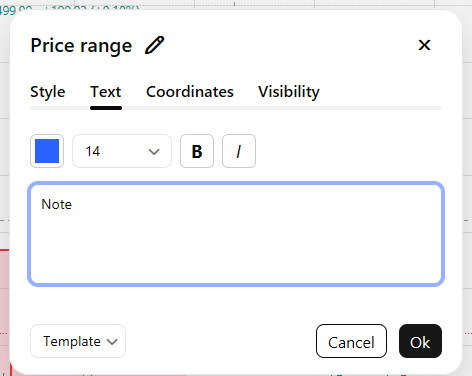 Price range
Style Text Coordinates Visibility
14 B I
Note
Template Cancel Ok